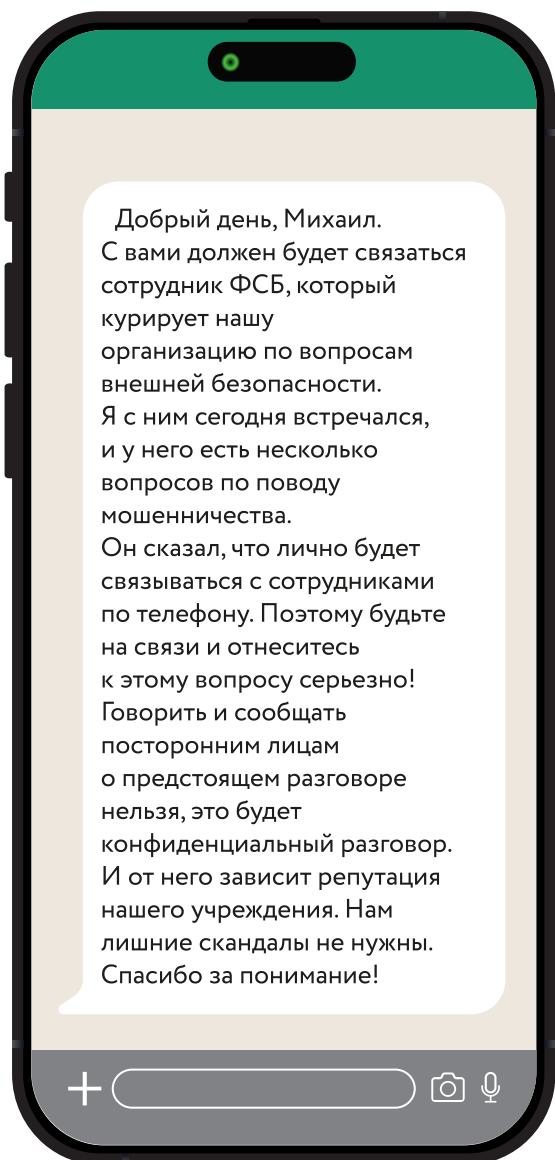 Добрый день, Михаил.
С вами должен будет связаться
сотрудник ФСБ, который
курирует нашу
организацию по вопросам
внешней безопасности.
Я с ним сегодня встречался,
и у него есть несколько
вопросов по поводу
мошенничества.
Он сказал, что лично будет
связываться с сотрудниками
по телефону. Поэтому будьте
на связи и отнеситесь
к этому вопросу серьезно!
Говорить и сообщать
посторонним лицам
о предстоящем разговоре
нельзя, это будет
конфиденциальный разговор.
И от него зависит репутация
нашего учреждения. Нам
лишние скандалы не нужны.
Спасибо за понимание!